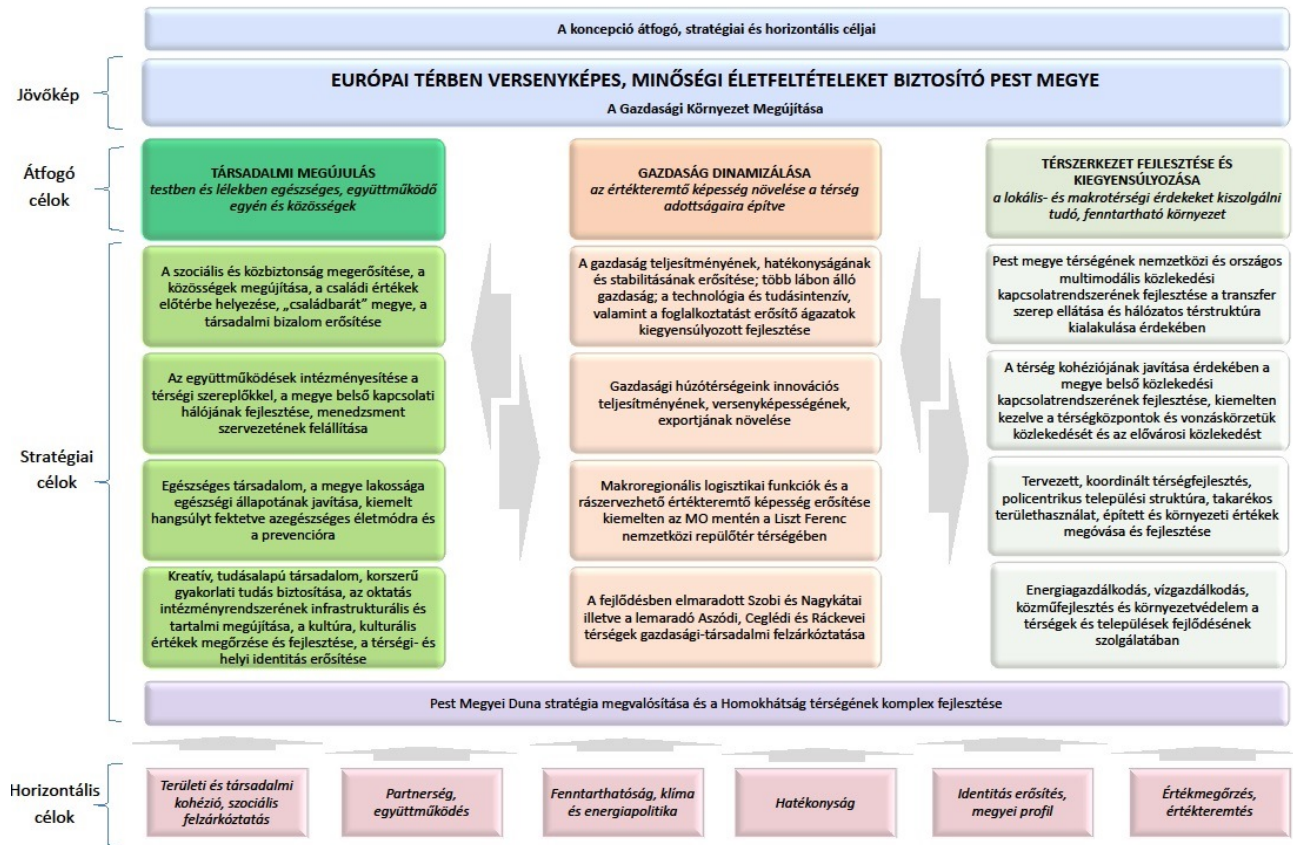 A koncepció átfogó, stratégiai és horizontális céljai
Jövőkép
EURÓPAI TÉRBEN VERSENYKÉPES, MINŐSÉGI ÉLETFELTÉTELEKET BIZTOSÍTÓ PEST MEGYE
A Gazdasági Környezet Megújítása
Átfogó
célok
TÁRSADALMI MEGÚJULÁS
testben és lélekben egészséges, együttműködő
egyén és közösségek
GAZDASÁG DINAMIZÁLÁSA
az értékteremtő képesség növelése a térség
adottságaira építve
TÉRSZERKEZET FEJLESZTÉSE ÉS
KIEGYENSÚLYOZÁSA
a lokális- és makrotérségi érdekeket kiszolgálni
tudó, fenntartható környezet
Stratégiai
célok
A szociális és közbiztonság megerősítése, a
közösségek megújítása, a családi értékek
előtérbe helyezése, „családbarát” megye, a
társadalmi bizalom erősítése
A gazdaság teljesítményének, hatékonyságának
és stabilitásának erősítése; több lábon álló
gazdaság; a technológia és tudásintenzív,
valamint a foglalkoztatást erősítő ágazatok
kiegyensúlyozott fejlesztése
Pest megye térségének nemzetközi és országos
multimodális közlekedési
kapcsolatrendszerének fejlesztése a transzfer
szerep ellátása és hálózatos térstruktúra
kialakulása érdekében
Az együttműködések intézményesítése a
térségi szereplőkkel, a megye belső kapcsolati
hálójának fejlesztése, menedzsment
szervezetének felállítása
Gazdasági húzótérségeink innovációs
teljesítményének, versenyképességének,
exportjának növelése
A térség kohéziójának javítása érdekében a
megye belső közlekedési
kapcsolatrendszerének fejlesztése, kiemelten
kezelve a térségközpontok és vonzáskörzetük
közlekedését és az elővárosi közlekedést
Egészséges társadalom, a megye lakossága
egészségi állapotának javítása, kiemelt
hangsúlyt fektetve azegészséges életmódra és
a prevencióra
Makroregionális logisztikai funkciók és a
rászervezhető értékteremtő képesség erősítése
kiemelten az MO mentén a Liszt Ferenc
nemzetközi repülőtér térségében
Tervezett, koordinált térségfejlesztés,
policentrikus települési struktúra, takarékos
területhasználat, épített és környezeti értékek
megóvása és fejlesztése
Kreatív, tudásalapú társadalom, korszerű
gyakorlati tudás biztosítása, az oktatás
intézményrendszerének infrastrukturális és
tartalmi megújítása, a kultúra, kulturális
értékek megőrzése és fejlesztése, a térségi- és
helyi identitás erősítése
A fejlődésben elmaradott Szobi és Nagykátai
illetve a lemaradó Aszódi, Ceglédi és Ráckevei
térségek gazdasági-társadalmi felzárkóztatása
Energiagazdálkodás, vízgazdálkodás,
közműfejlesztés és környezetvédelem a
térségek és települések fejlődésének
szolgálatában
Pest Megyei Duna stratégia megvalósítása és a Homokhátság térségének komplex fejlesztése
Horizontális
célok
Területi és társadalmi
kohézió, szociális
felzárkóztatás
Partnerség,
együttműködés
Fenntarthatóság, klíma
és energiapolitika
Hatékonyság
Identitás erősítés,
megyei profil
Értékmegőrzés,
értékteremtés